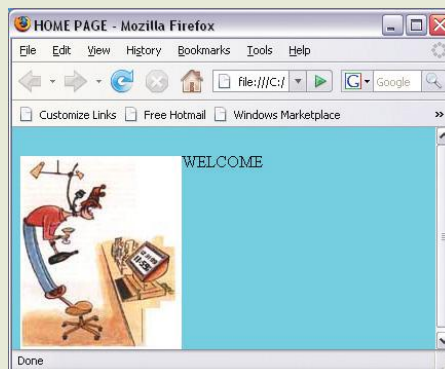 HOME PAGE - Mozilla Firefox
File Edit View History Bookmarks Tools Help
file:///C:/ G Google
Customize Links Free Hotmail Windows Marketplace »
WELCOME
Done